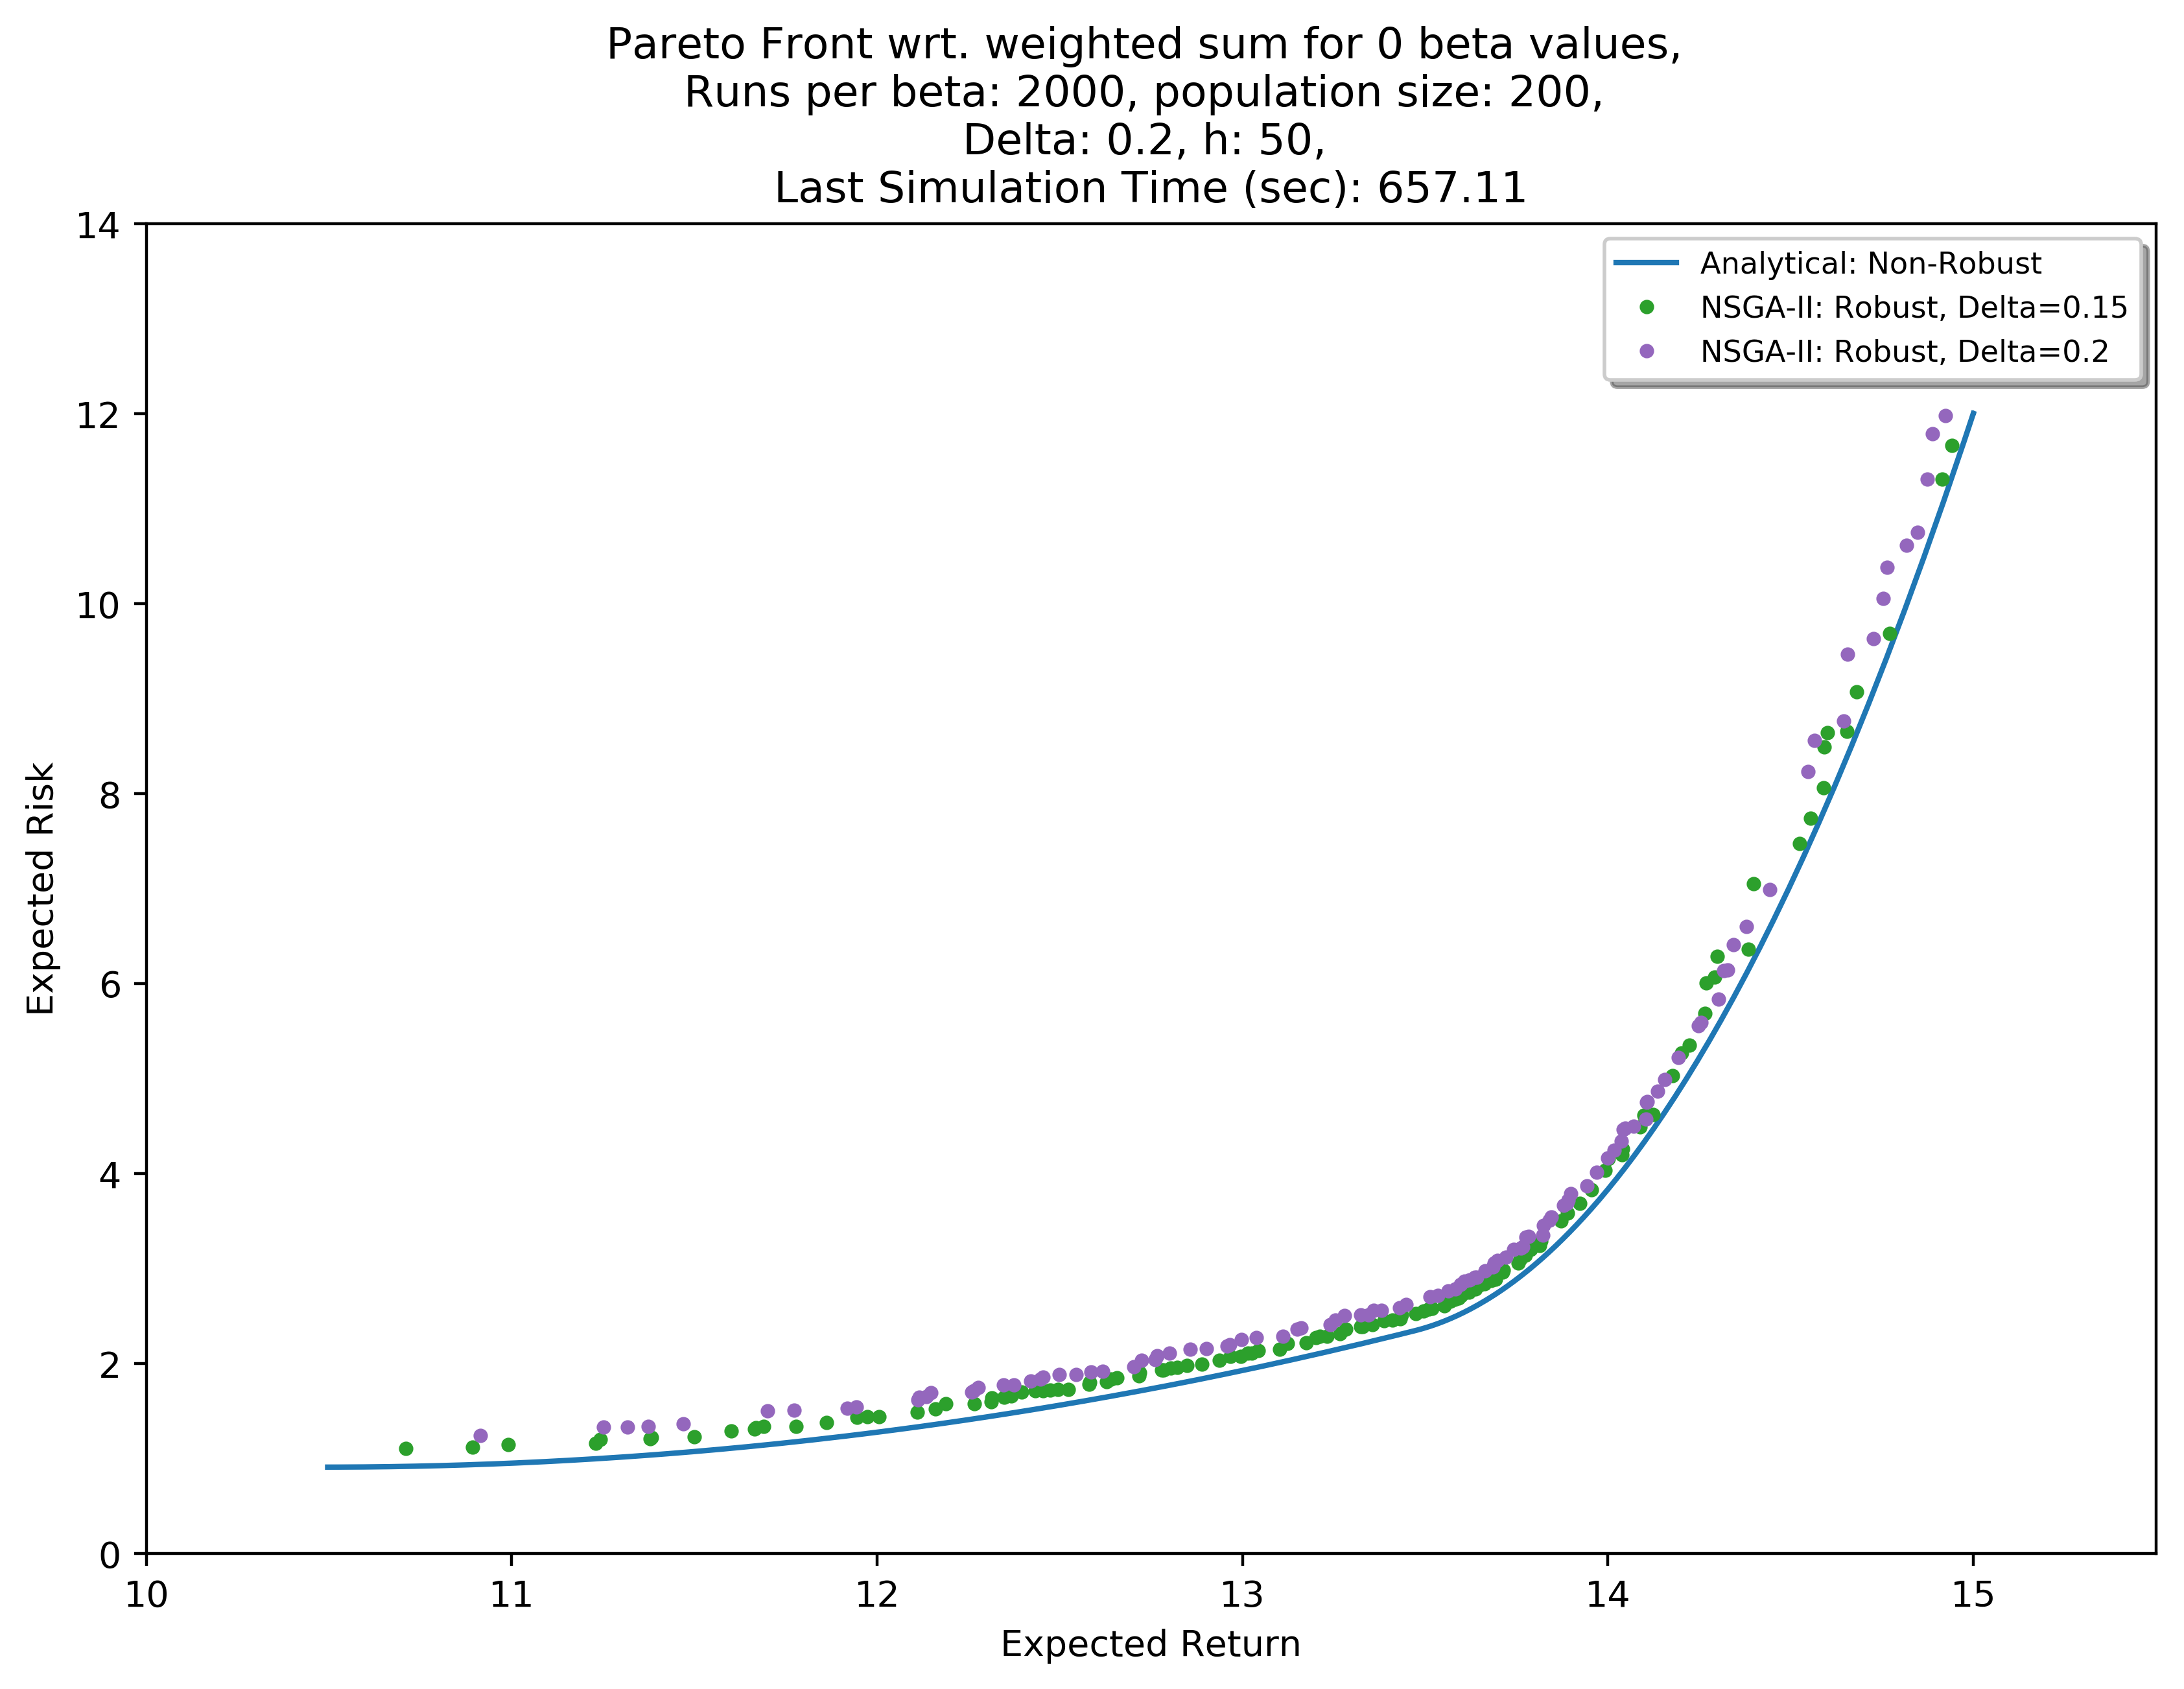 Pareto Front wrt. weighted sum for 0 beta values,
Runs per beta: 2000, population size: 200,
Delta: 0.2, h: 50,
Last Simulation Time (sec): 657.11
14
12
10
8
6
4
2
0
Expected Risk
Analytical: Non-Robust
NSGA-II: Robust, Delta=0.15
NSGA-II: Robust, Delta=0.2
10 11 12 13 14 15
Expected Return